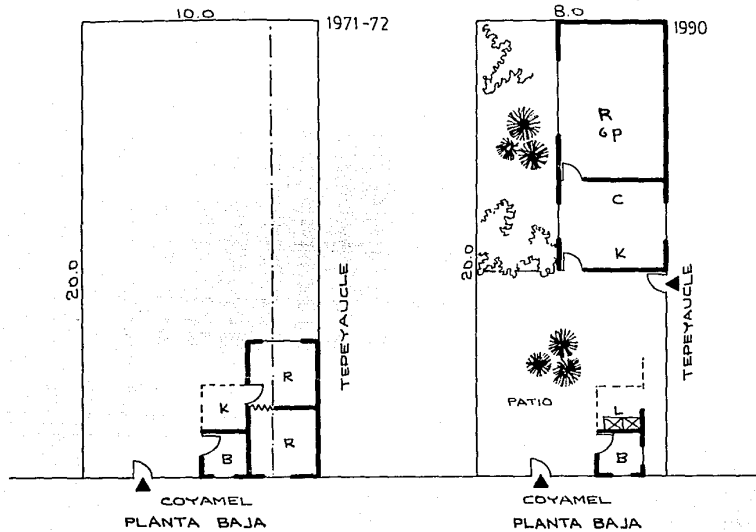 10.0
1971-72
20.0
TEPEYAUCLE
R
K
R
B
COYAMEL
PLANTA BAJA
8.0
1990
R
6P
C
K
20.0
TEPEYAUCLE
PATIO
L
B
COYAMEL
PLANTA BAJA